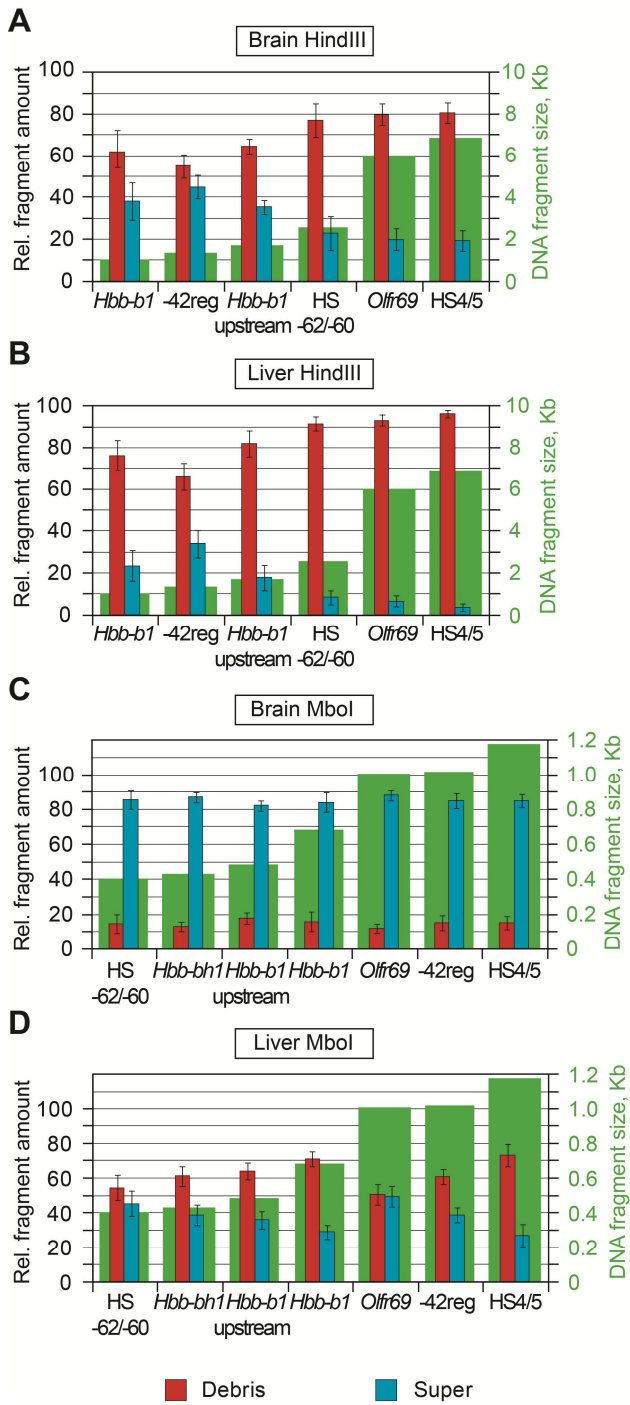 A
Brain HindIII
Rel. fragment amount
100
80
60
40
20
0
10
8
6
4
2
0
DNA fragment size, Kb
Hbb-b1 -42reg Hbb-b1 HS Olfr69 HS4/5
upstream -62/-60
B
Liver HindIII
Rel. fragment amount
100
80
60
40
20
0
10
8
6
4
2
0
DNA fragment size, Kb
Hbb-b1 -42reg Hbb-b1 HS Olfr69 HS4/5
upstream -62/-60
C
Brain MboI
Rel. fragment amount
100
80
60
40
20
0
1.2
1.0
0.8
0.6
0.4
0.2
0
DNA fragment size, Kb
HS Hbb-bh1 Hbb-b1 Hbb-b1 Olfr69 -42reg HS4/5
-62/-60 upstream
D
Liver MboI
Rel. fragment amount
100
80
60
40
20
0
1.2
1.0
0.8
0.6
0.4
0.2
0
DNA fragment size, Kb
HS Hbb-bh1 Hbb-b1 Hbb-b1 Olfr69 -42reg HS4/5
-62/-60 upstream
Debris Super